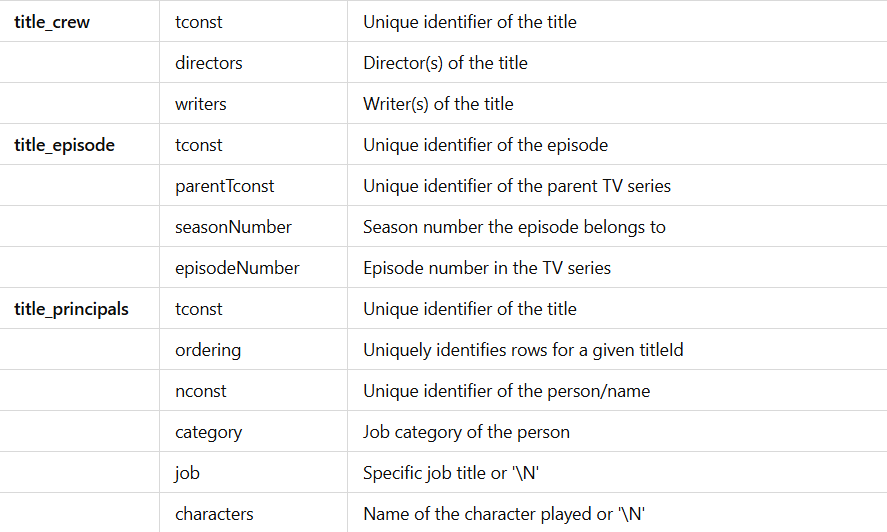 title_crew tconst Unique identifier of the title
directors Director(s) of the title
writers Writer(s) of the title
title_episode tconst Unique identifier of the episode
parentTconst Unique identifier of the parent TV series
seasonNumber Season number the episode belongs to
episodeNumber Episode number in the TV series
title_principals tconst Unique identifier of the title
ordering Uniquely identifies rows for a given titleId
nconst Unique identifier of the person/name
category Job category of the person
job Specific job title or '\N'
characters Name of the character played or '\N'